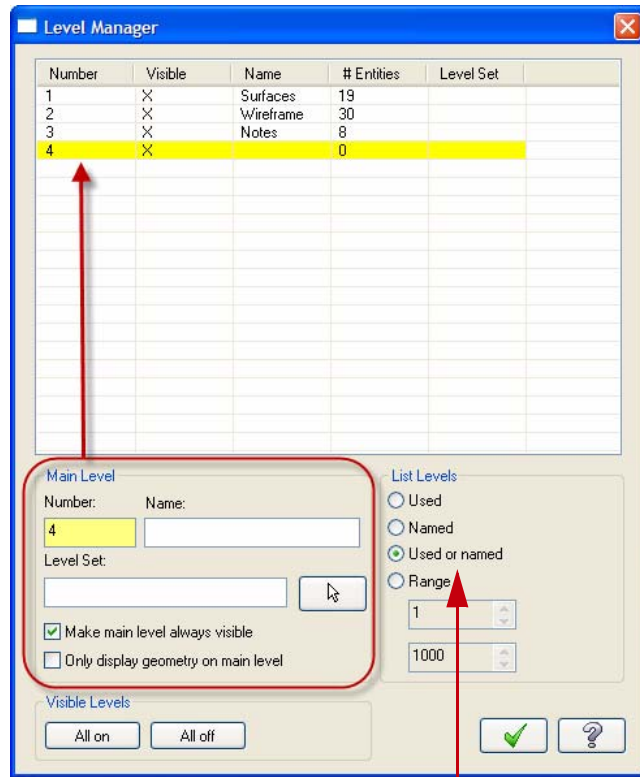 Level Manager
Number Visible Name # Entities Level Set
1 X Surfaces 19
2 X Wireframe 30
3 X Notes 8
4 X 0
Main Level
Number: Name:
4
Level Set:
Make main level always visible
Only display geometry on main level
List Levels
Used
Named
Used or named
Range
1
1000
Visible Levels
All on All off
?